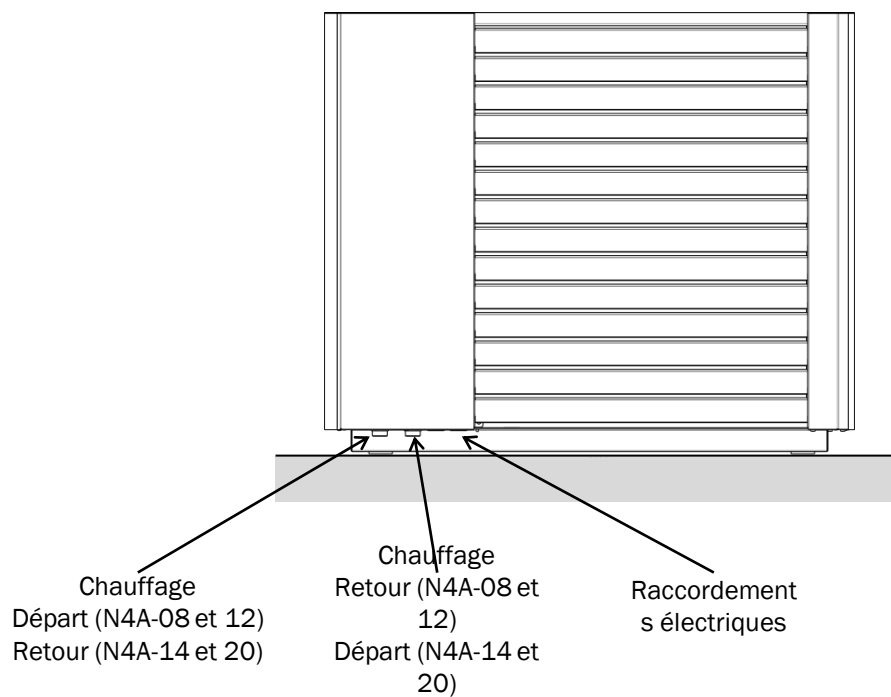 Chauffage
Départ (N4A-08 et 12)
Retour (N4A-14 et 20)
Chauffage
Retour (N4A-08 et
12)
Départ (N4A-14 et
20)
Raccordement
s électriques